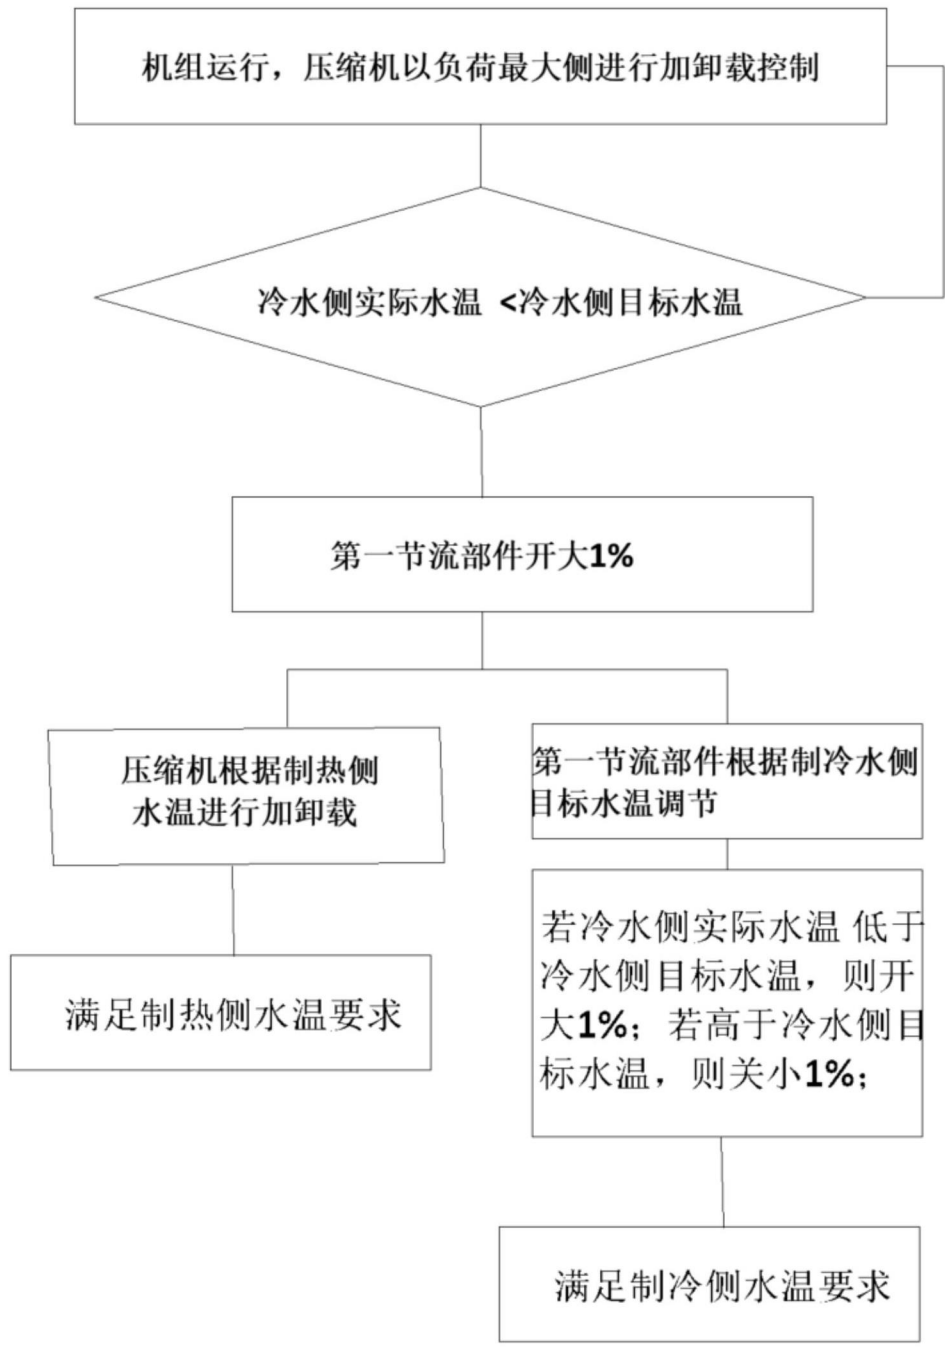 机组运行，压缩机以负荷最大侧进行加卸载控制
冷水侧实际水温 <冷水侧目标水温
第一节流部件开大1%
压缩机根据制热侧
水温进行加卸载
第一节流部件根据制冷水侧
目标水温调节
若冷水侧实际水温 低于
冷水侧目标水温，则开
大1%；若高于冷水侧目
标水温，则关小1%；
满足制热侧水温要求
满足制冷侧水温要求